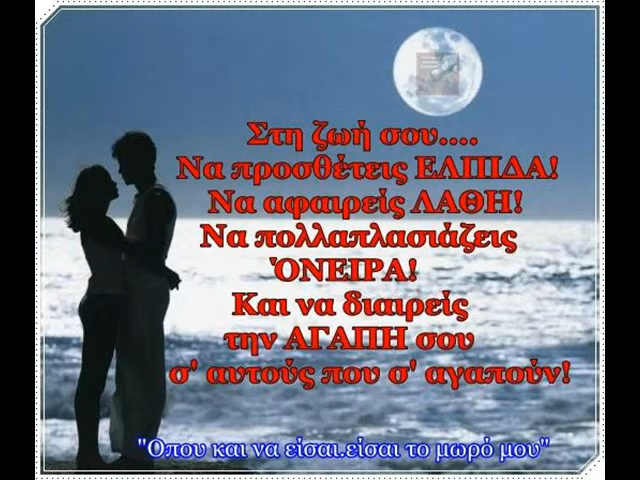 Στη ζωή σου....
Να προσθέτεις ΕΛΠΙΔΑ!
Να αφαιρείς ΛΑΘΗ!
Να πολλαπλασιάζεις
ὌΝΕΙΡΑ!
Και να διαιρείς
την ΑΓΑΠΗ σου
σ' αυτούς που σ' αγαπούν!
"Οπου και να είσαι.είσαι το μωρό μου"